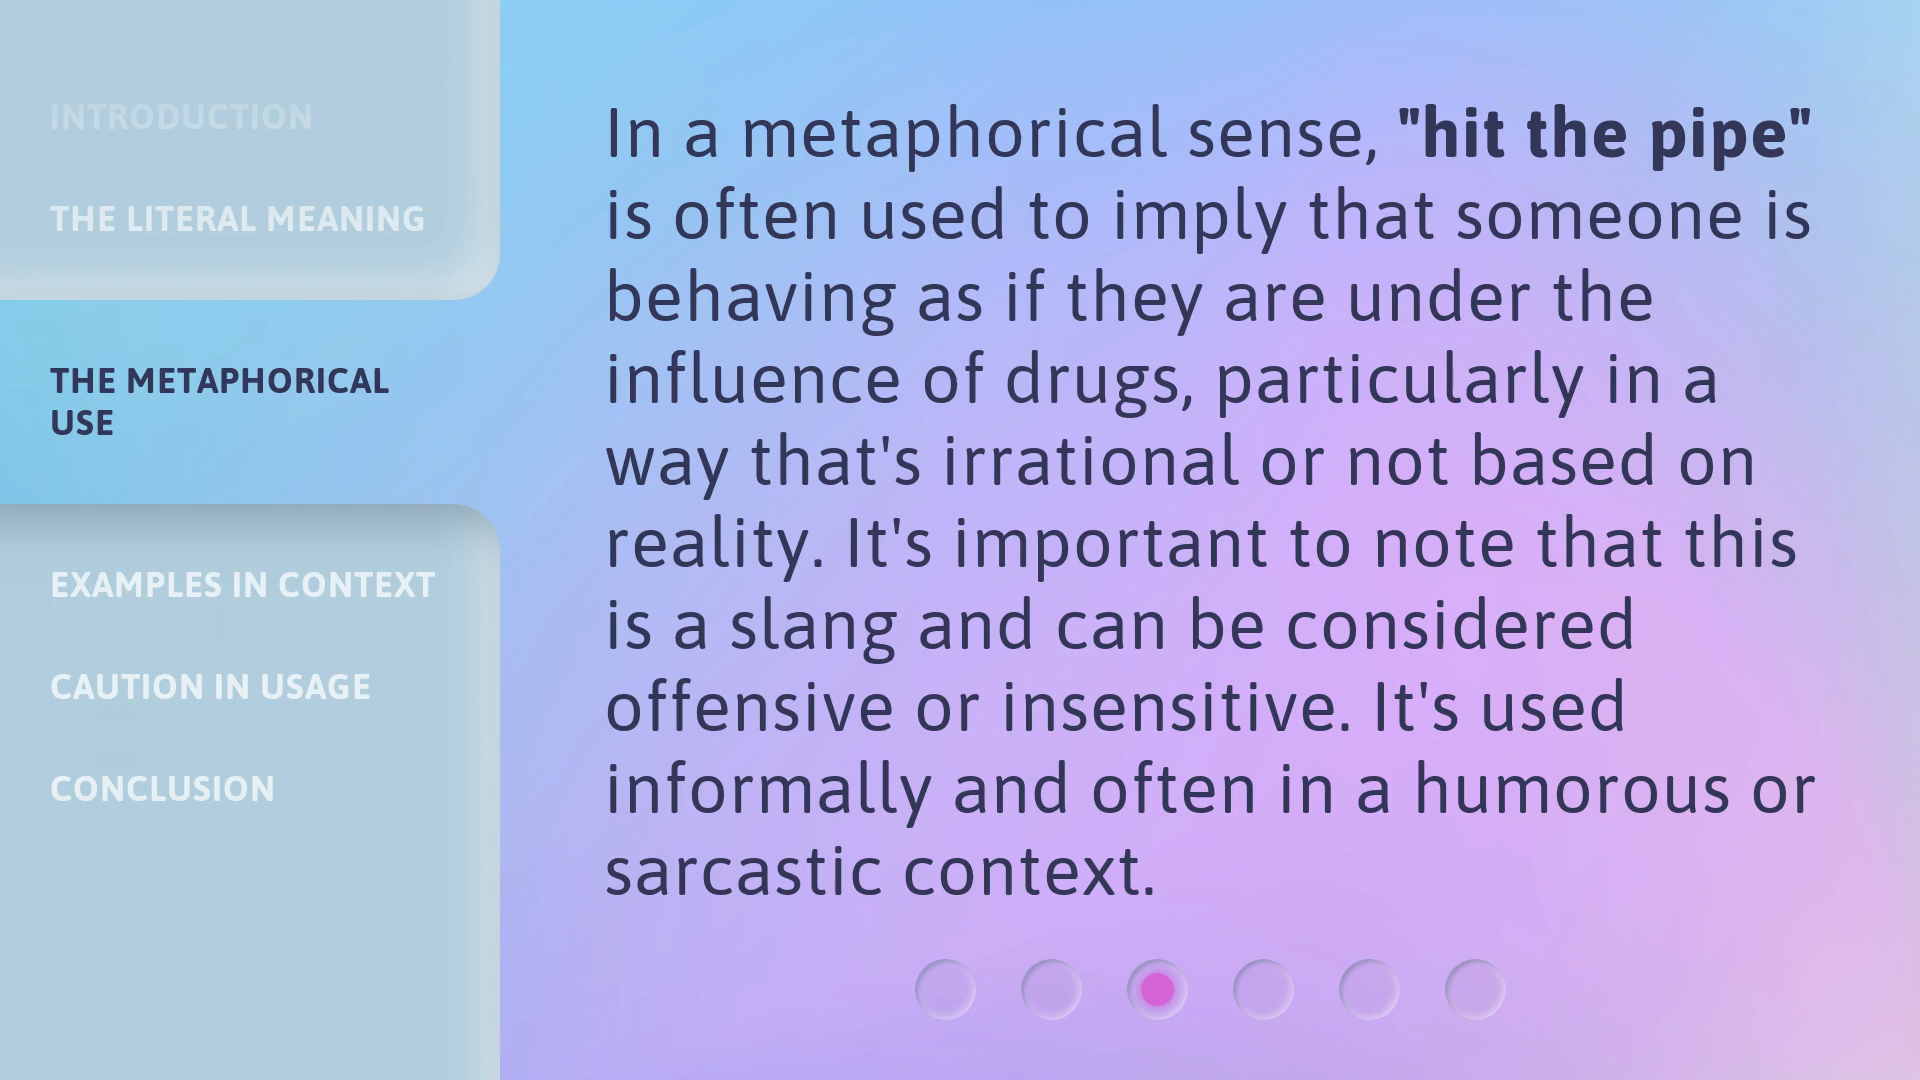 INTRODUCTION
THE LITERAL MEANING
THE METAPHORICAL
USE
EXAMPLES IN CONTEXT
CAUTION IN USAGE
CONCLUSION
In a metaphorical sense, "hit the pipe"
is often used to imply that someone is
behaving as if they are under the
influence of drugs, particularly in a
way that's irrational or not based on
reality. It's important to note that this
is a slang and can be considered
offensive or insensitive. It's used
informally and often in a humorous or
sarcastic context.